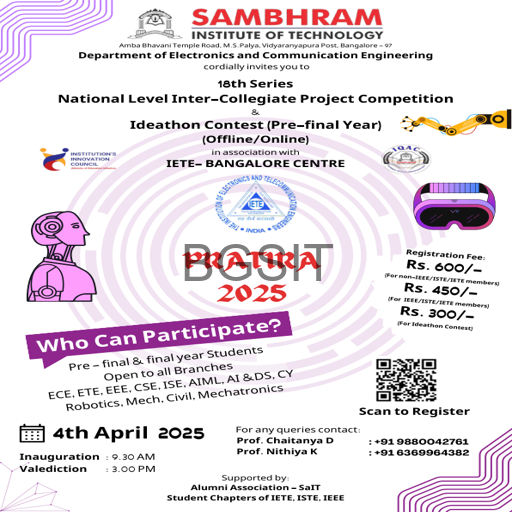 SAMBHRAM
INSTITUTE OF TECHNOLOGY
Amba Bhavani Temple Road, M.S. Palya, Vidyaranyapura Post, Bangalore – 97
Department of Electronics and Communication Engineering
cordially invites you to
18th Series
National Level Inter-Collegiate Project Competition
&
Ideathon Contest (Pre-final Year)
(Offline/Online)
in association with
IETE- BANGALORE CENTRE
INSTITUTION'S
INNOVATION
COUNCIL
IQAC
THE INSTITUTION OF ELECTRONICS AND TELECOMMUNICATION ENGINEERS
IETE
• INDIA •
VR
BCSIT
2025
Registration Fee:
Rs. 600/-
(For non-IEEE/ISTE/IETE members)
Rs. 450/-
(For IEEE/ISTE/IETE members)
Rs. 300/-
(For Ideathon Contest)
Who Can Participate?
Pre - final & final year Students
Open to all Branches
ECE, ETE, EEE, CSE, ISE, AIML, AI &DS, CY
Robotics, Mech, Civil, Mechatronics
Scan to Register
4th April 2025
Inauguration : 9.30 AM
Valediction : 3.00 PM
For any queries contact:
Prof. Chaitanya D : +91 9880042761
Prof. Nithiya K : +91 6369964382
Supported by:
Alumni Association - SaIT
Student Chapters of IETE, ISTE, IEEE